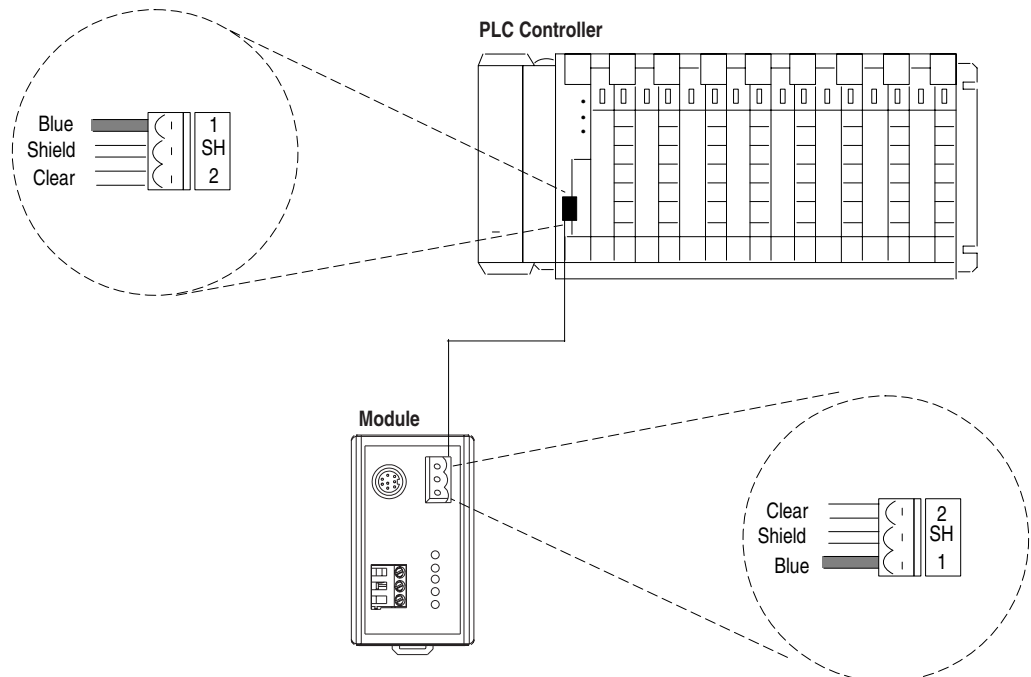 PLC Controller
Blue 1
Shield SH
Clear 2
Module
Clear 2
Shield SH
Blue 1